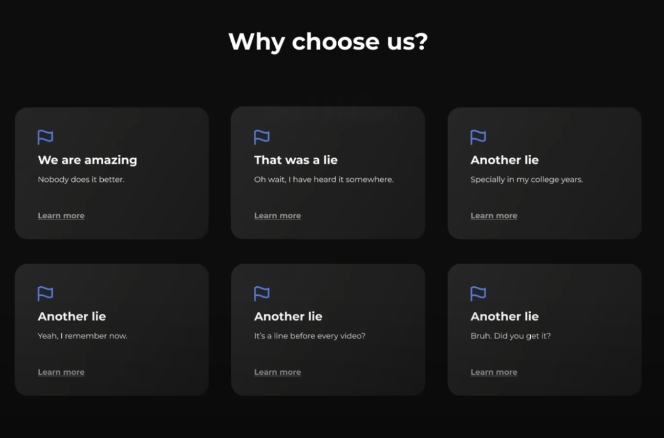 Why choose us?
We are amazing
Nobody does it better.
Learn more
That was a lie
Oh wait, I have heard it somewhere.
Learn more
Another lie
Specially in my college years.
Learn more
Another lie
Yeah, I remember now.
Learn more
Another lie
It's a line before every video?
Learn more
Another lie
Bruh. Did you get it?
Learn more